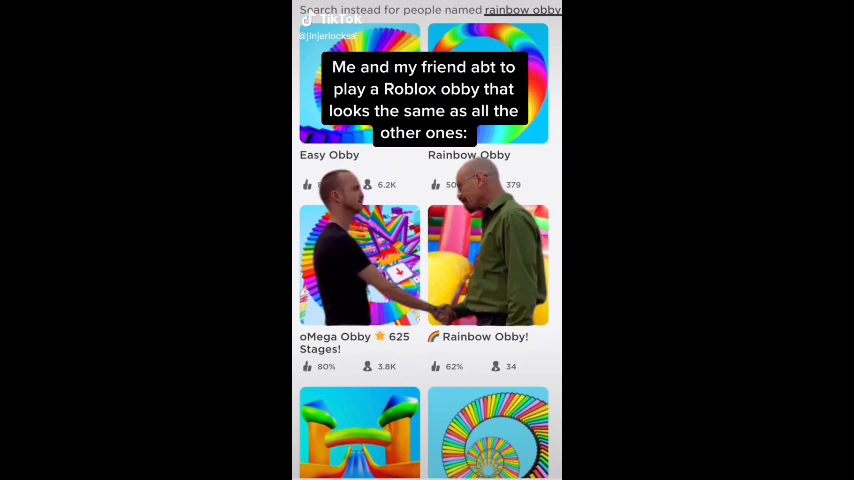 Search instead for people named rainbow obby
TikTok
@jinjerlocksa
Me and my friend abt to
play a Roblox obby that
looks the same as all the
other ones:
Easy Obby
Rainbow Obby
6.2K
379
oMega Obby ⭐ 625
Stages!
🌈 Rainbow Obby!
80%
3.8K
62%
34